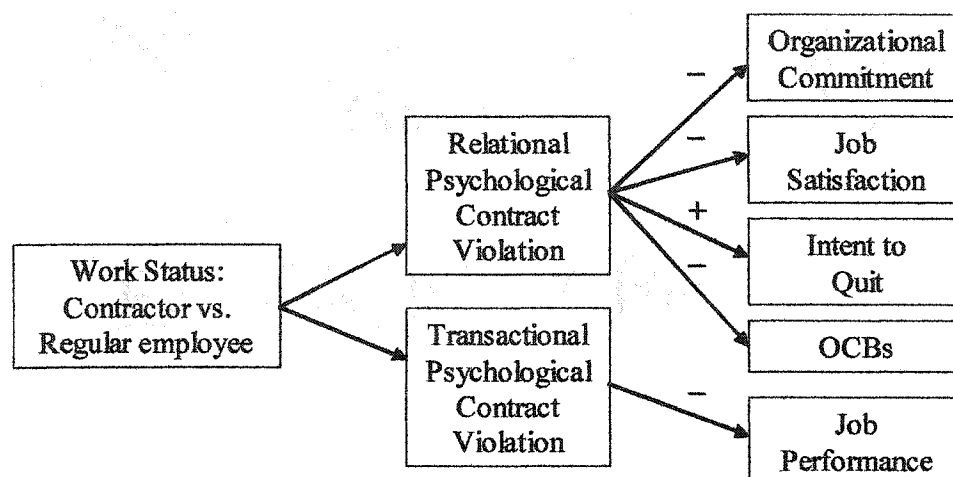 Organizational
Commitment
−
Relational
Psychological
Contract
Violation
−
Job
Satisfaction
+
Intent to
Quit
−
OCBs
Work Status:
Contractor vs.
Regular employee
Transactional
Psychological
Contract
Violation
−
Job
Performance